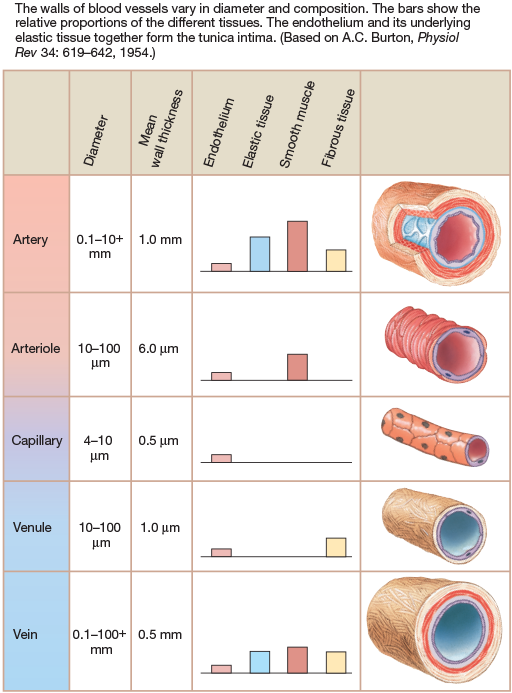 The walls of blood vessels vary in diameter and composition. The bars show the
relative proportions of the different tissues. The endothelium and its underlying
elastic tissue together form the tunica intima. (Based on A.C. Burton, Physiol
Rev 34: 619–642, 1954.)
Diameter
Mean
wall thickness
Endothelium
Elastic tissue
Smooth muscle
Fibrous tissue
Artery
0.1–10+
mm
1.0 mm
Arteriole
10–100
µm
6.0 µm
Capillary
4–10
µm
0.5 µm
Venule
10–100
µm
1.0 µm
Vein
0.1–100+
mm
0.5 mm